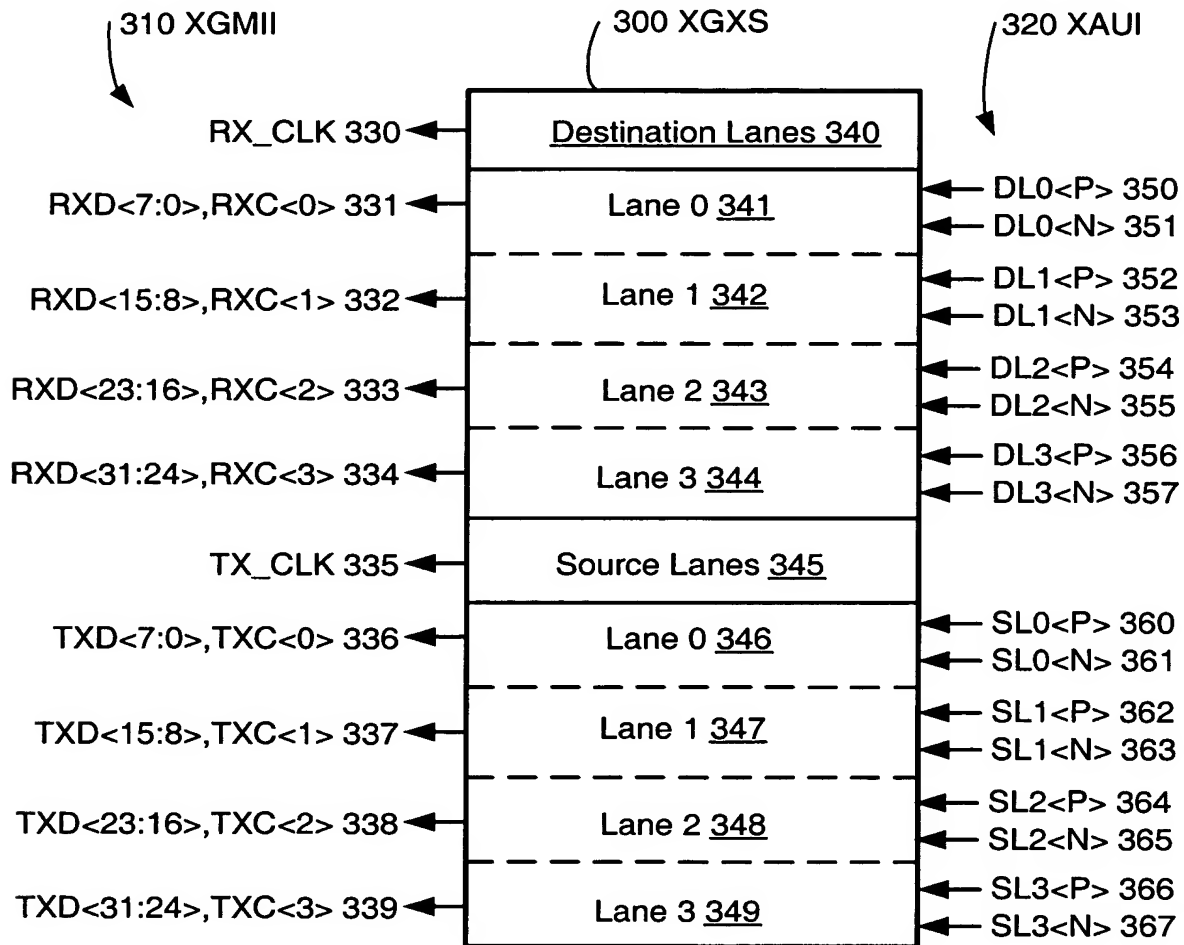 310 XGMII 300 XGXS 320 XAUI
RX_CLK 330 Destination Lanes 340
RXD<7:0>,RXC<0> 331 Lane 0 341 DL0<P> 350
DL0<N> 351
RXD<15:8>,RXC<1> 332 Lane 1 342 DL1<P> 352
DL1<N> 353
RXD<23:16>,RXC<2> 333 Lane 2 343 DL2<P> 354
DL2<N> 355
RXD<31:24>,RXC<3> 334 Lane 3 344 DL3<P> 356
DL3<N> 357
TX_CLK 335 Source Lanes 345
TXD<7:0>,TXC<0> 336 Lane 0 346 SL0<P> 360
SL0<N> 361
TXD<15:8>,TXC<1> 337 Lane 1 347 SL1<P> 362
SL1<N> 363
TXD<23:16>,TXC<2> 338 Lane 2 348 SL2<P> 364
SL2<N> 365
TXD<31:24>,TXC<3> 339 Lane 3 349 SL3<P> 366
SL3<N> 367